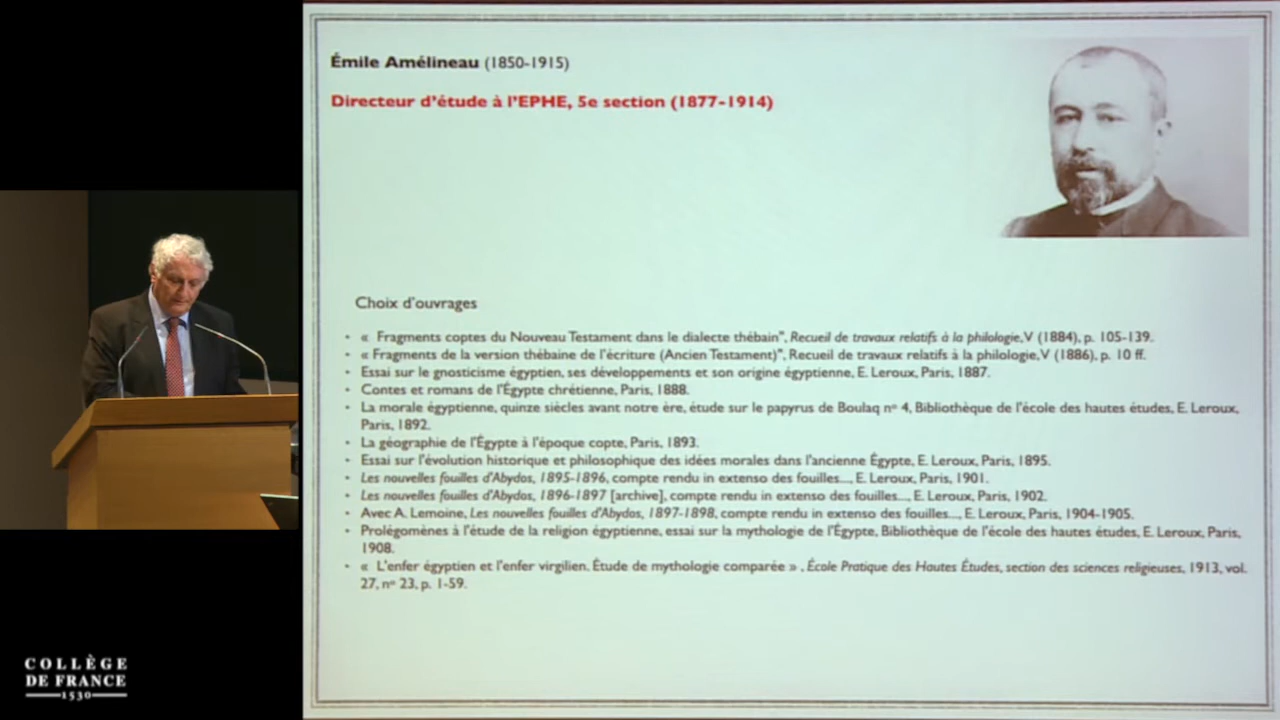 Émile Amélineau (1850-1915)
Directeur d'étude à l'EPHE, 5e section (1877-1914)
Choix d'ouvrages
• « Fragments coptes du Nouveau Testament dans le dialecte thébain", Recueil de travaux relatifs à la philologie, V (1884), p. 105-139.
• « Fragments de la version thébaine de l'écriture (Ancien Testament)", Recueil de travaux relatifs à la philologie, V (1886), p. 10 ff.
• Essai sur le gnosticisme égyptien, ses développements et son origine égyptienne, E. Leroux, Paris, 1887.
• Contes et romans de l'Égypte chrétienne, Paris, 1888.
• La morale égyptienne, quinze siècles avant notre ère, étude sur le papyrus de Boulaq nº 4, Bibliothèque de l'école des hautes études, E. Leroux,
Paris, 1892.
• La géographie de l'Égypte à l'époque copte, Paris, 1893.
• Essai sur l'évolution historique et philosophique des idées morales dans l'ancienne Égypte, E. Leroux, Paris, 1895.
• Les nouvelles fouilles d'Abydos, 1895-1896, compte rendu in extenso des fouilles..., E. Leroux, Paris, 1901.
• Les nouvelles fouilles d'Abydos, 1896-1897 [archive], compte rendu in extenso des fouilles..., E. Leroux, Paris, 1902.
• Avec A. Lemoine, Les nouvelles fouilles d'Abydos, 1897-1898, compte rendu in extenso des fouilles..., E. Leroux, Paris, 1904-1905.
• Prolégomènes à l'étude de la religion égyptienne, essai sur la mythologie de l'Égypte, Bibliothèque de l'école des hautes études, E. Leroux, Paris,
1908.
• « L'enfer égyptien et l'enfer virgilien. Étude de mythologie comparée » , École Pratique des Hautes Études, section des sciences religieuses, 1913, vol.
27, nº 23, p. 1-59.
COLLÈGE
DE FRANCE
1530